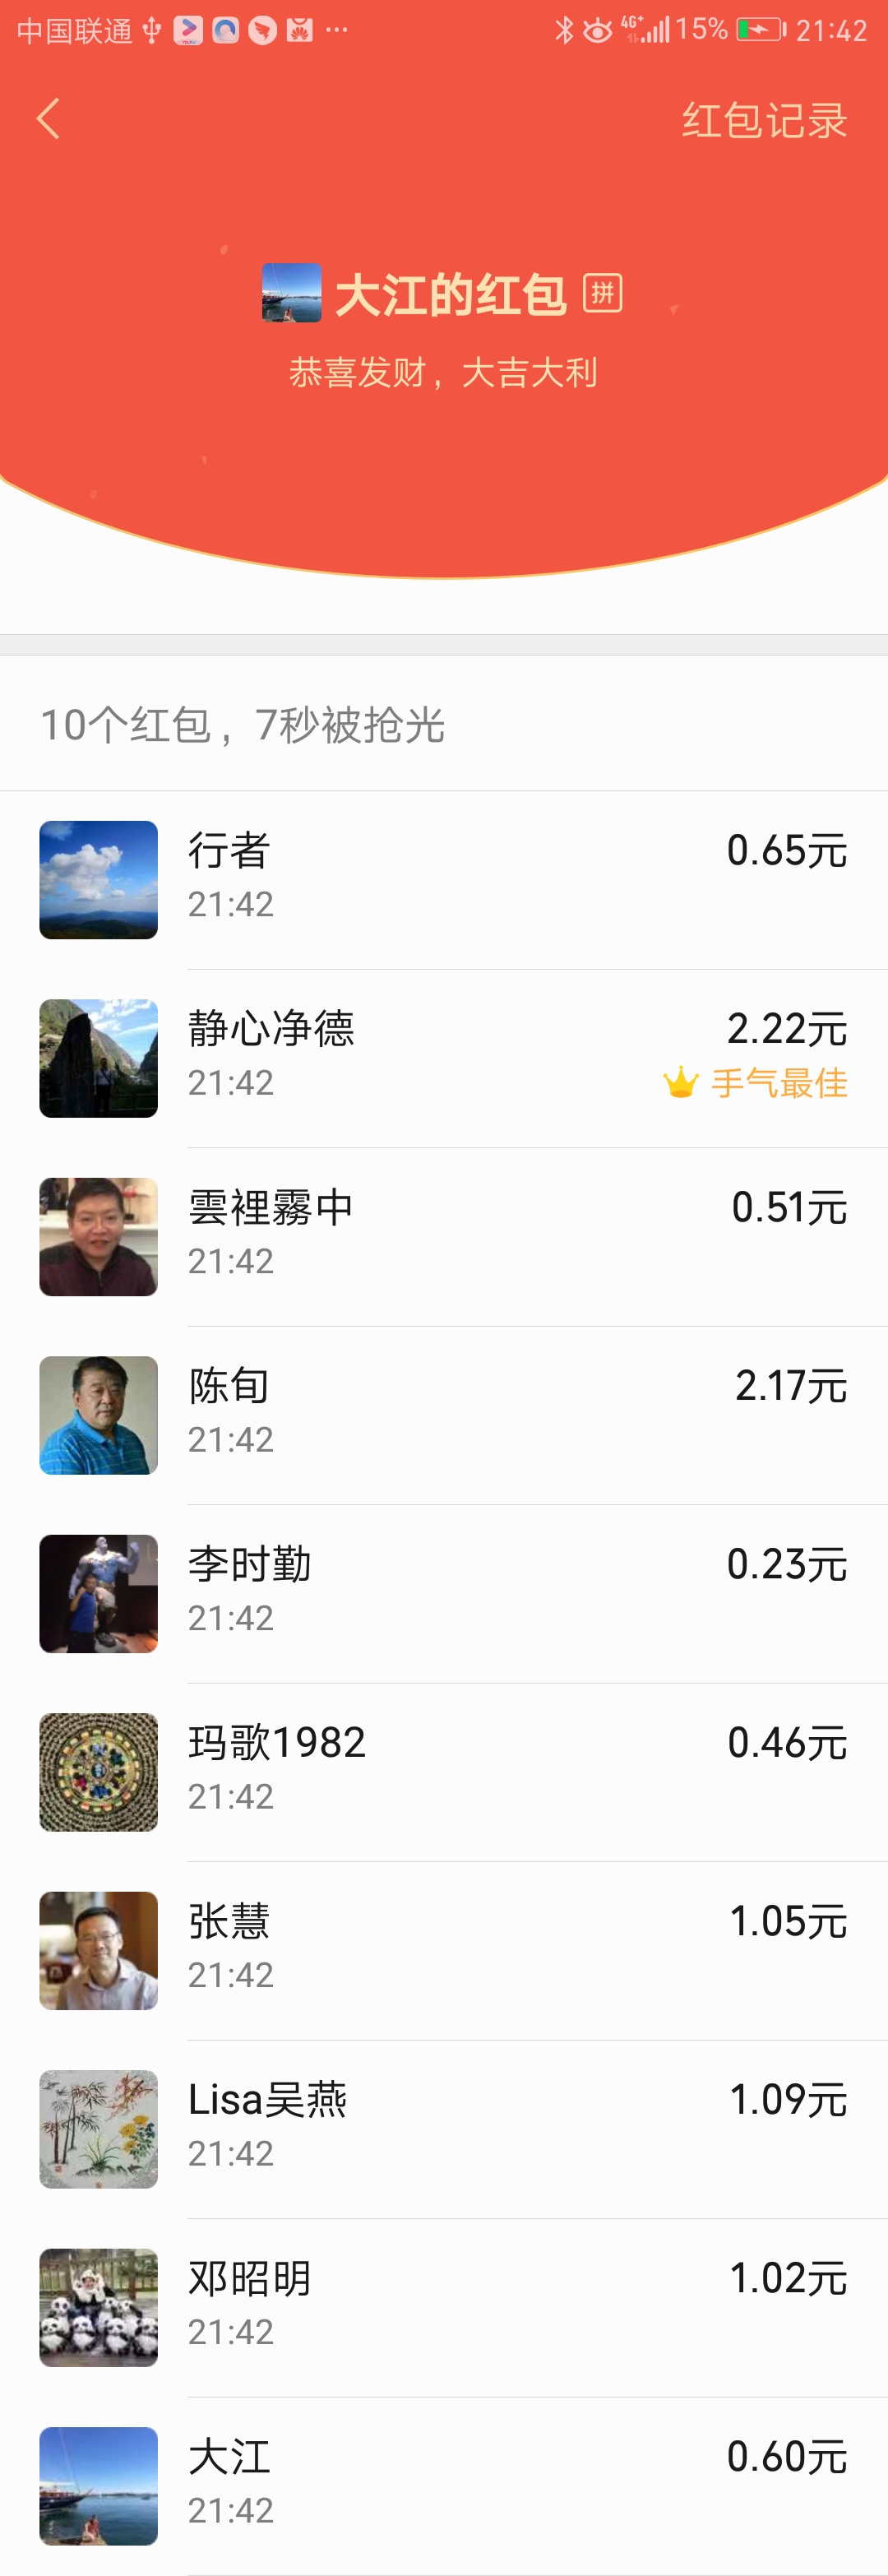 中国联通 4G+ 15% 21:42
红包记录
大江的红包 拼
恭喜发财，大吉大利
10个红包，7秒被抢光
行者 0.65元
21:42
静心净德 2.22元
21:42 手气最佳
雲裡霧中 0.51元
21:42
陈旬 2.17元
21:42
李时勤 0.23元
21:42
玛歌1982 0.46元
21:42
张慧 1.05元
21:42
Lisa吴燕 1.09元
21:42
邓昭明 1.02元
21:42
大江 0.60元
21:42